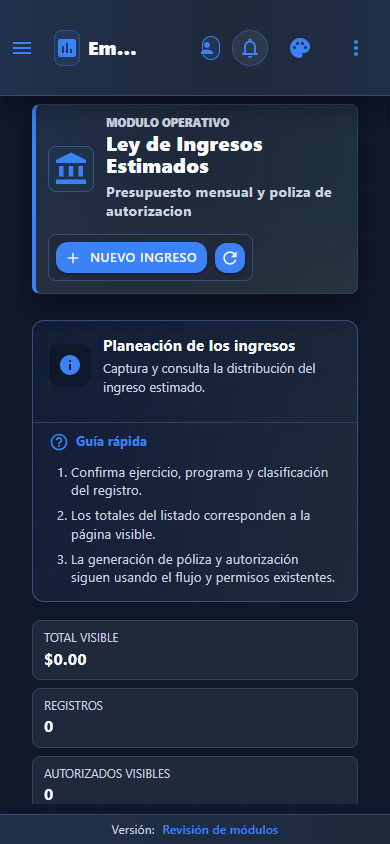 Em...
MODULO OPERATIVO
Ley de Ingresos
Estimados
Presupuesto mensual y poliza de
autorizacion
NUEVO INGRESO
Planeación de los ingresos
Captura y consulta la distribución del
ingreso estimado.
Guía rápida
1. Confirma ejercicio, programa y clasificación
del registro.
2. Los totales del listado corresponden a la
página visible.
3. La generación de póliza y autorización
siguen usando el flujo y permisos existentes.
TOTAL VISIBLE
$0.00
REGISTROS
0
AUTORIZADOS VISIBLES
0
Versión: Revisión de módulos